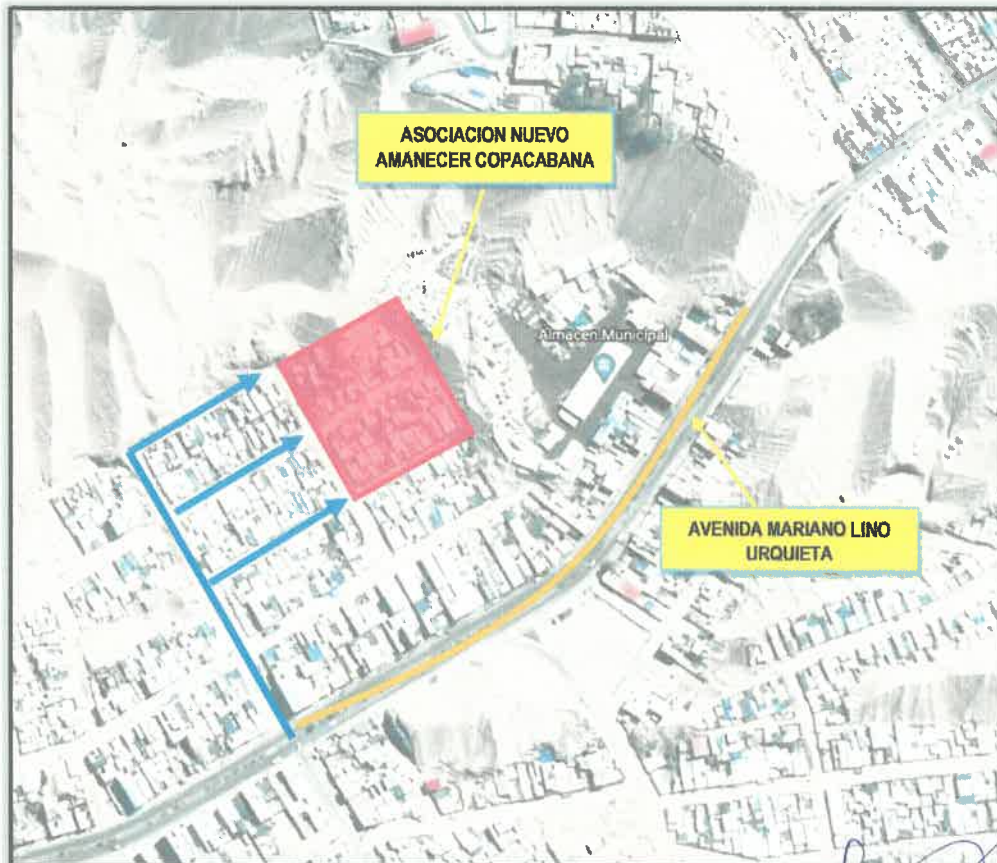 ASOCIACION NUEVO
AMANECER COPACABANA
Almacen Municipal
AVENIDA MARIANO LINO
URQUIETA